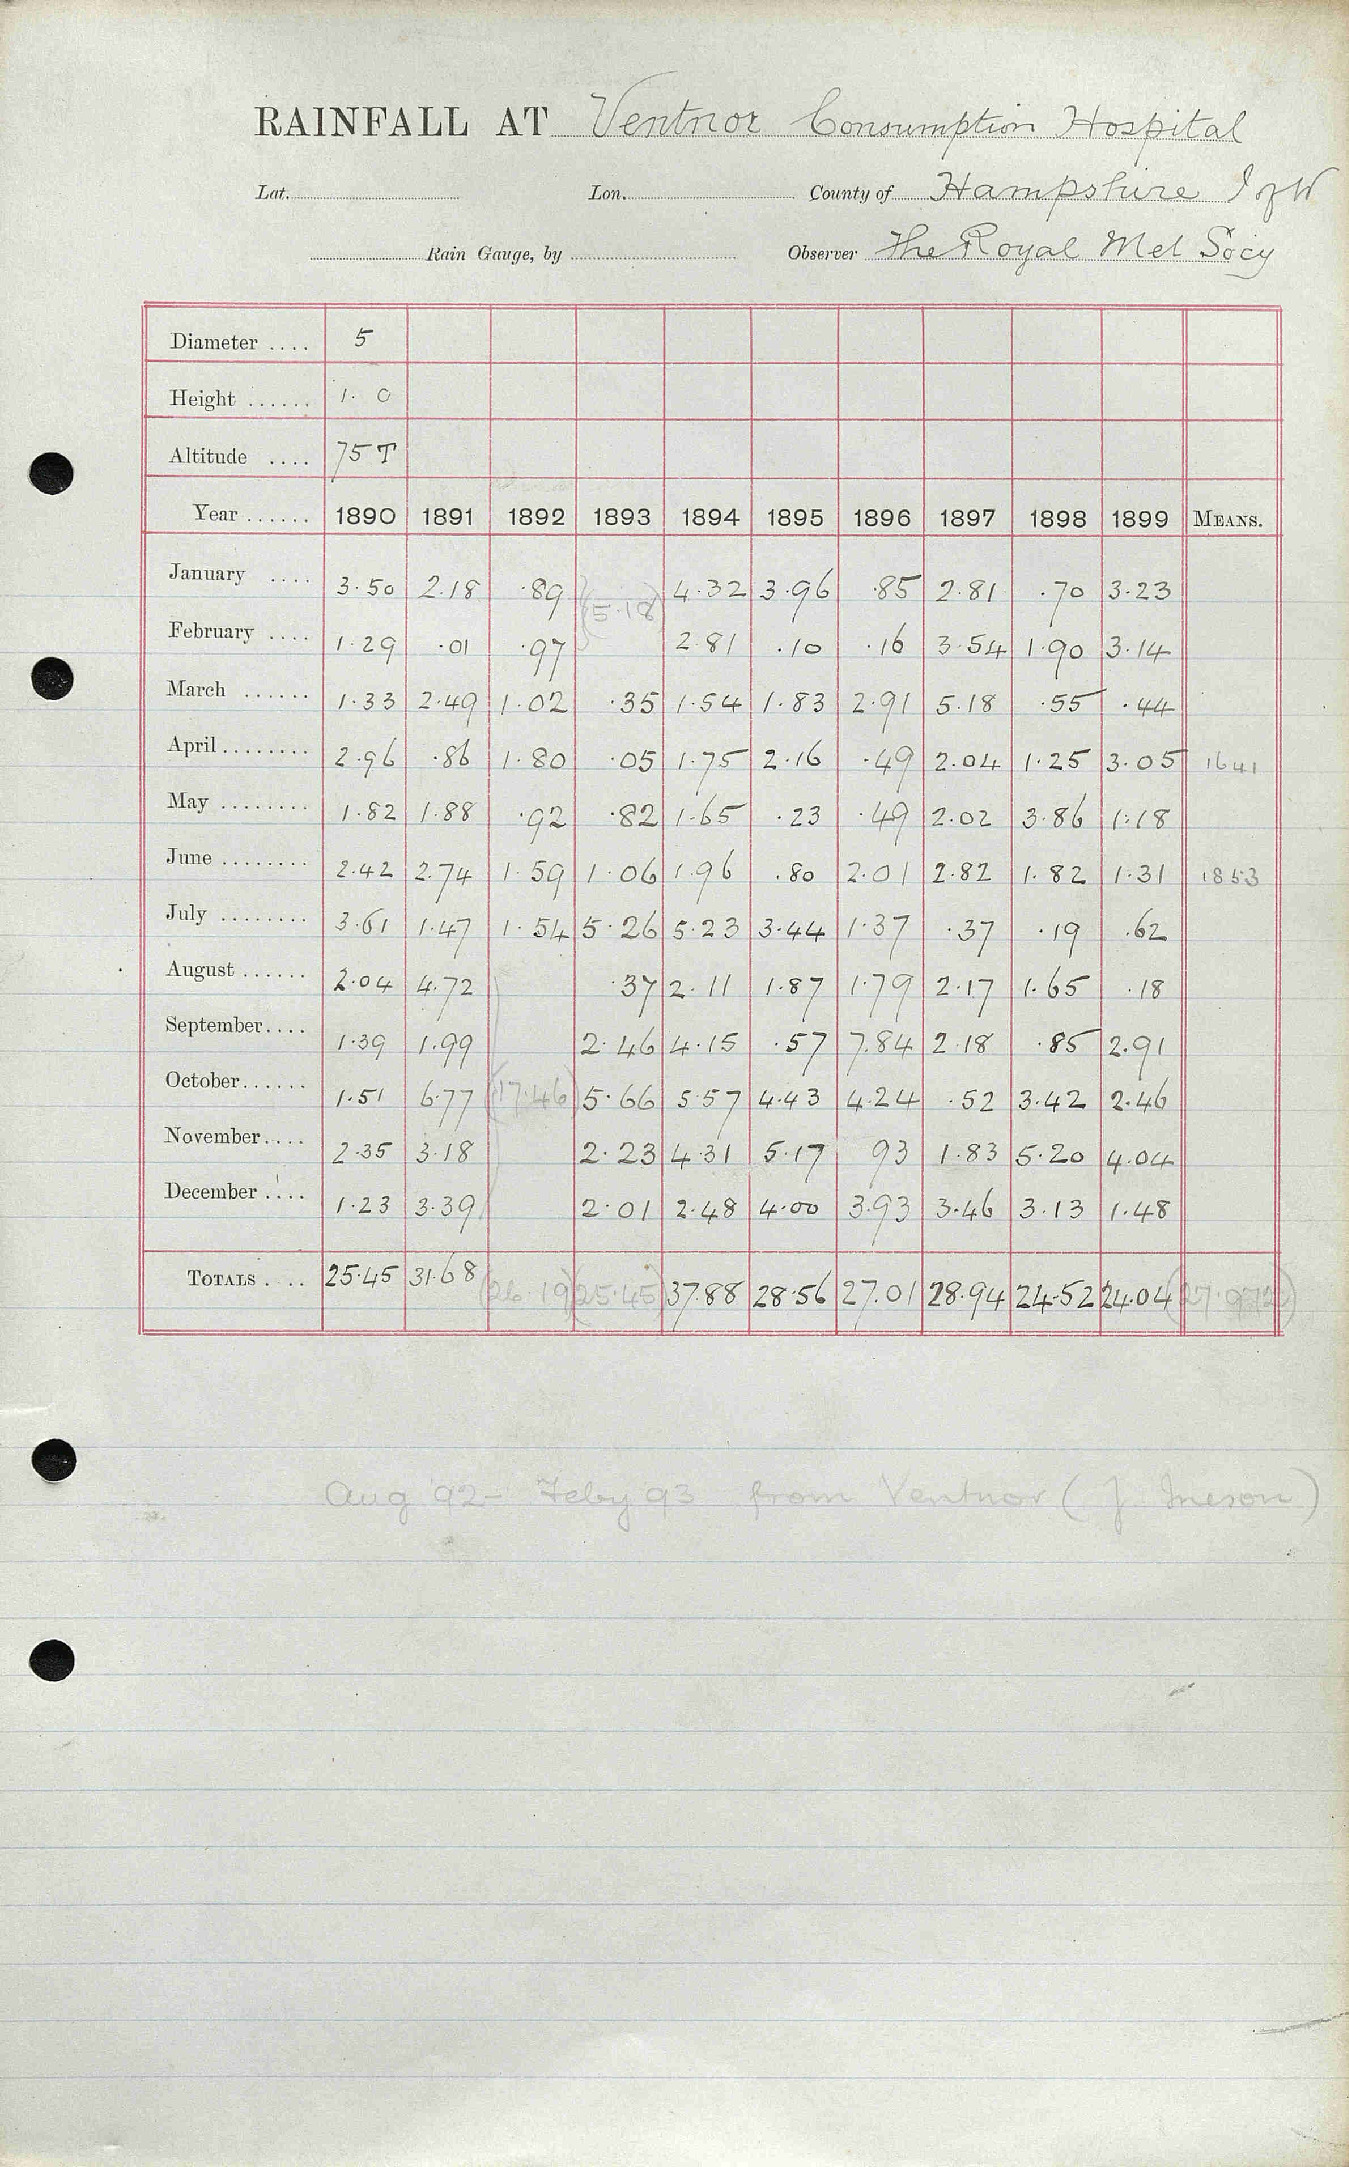 RAINFALL AT Ventnor Consumption Hospital
Lat. Lon. County of Hampshire I of W
Rain Gauge, by Observer The Royal Met Socy
Diameter .... 5
Height ...... 1. 0
Altitude .... 75 T
Year ...... 1890 1891 1892 1893 1894 1895 1896 1897 1898 1899 MEANS.
January .... 3.50 2.18 .89 4.32 3.96 .85 2.81 .70 3.23
(5.18)
February .... 1.29 .01 .97 2.81 .10 .16 3.54 1.90 3.14
March ...... 1.33 2.49 1.02 .35 1.54 1.83 2.91 5.18 .55 .44
April ........ 2.96 .86 1.80 .05 1.75 2.16 .49 2.04 1.25 3.05 1641
May ........ 1.82 1.88 .92 .82 1.65 .23 .49 2.02 3.86 1.18
June ........ 2.42 2.74 1.59 1.06 1.96 .80 2.01 2.82 1.82 1.31 1853
July ........ 3.61 1.47 1.54 5.26 5.23 3.44 1.37 .37 .19 .62
August ...... 2.04 4.72 .37 2.11 1.87 1.79 2.17 1.65 .18
September .... 1.39 1.99 2.46 4.15 .57 7.84 2.18 .85 2.91
October ...... 1.51 6.77 (17.46) 5.66 5.57 4.43 4.24 .52 3.42 2.46
November .... 2.35 3.18 2.23 4.31 5.17 93 1.83 5.20 4.04
December .... 1.23 3.39 2.01 2.48 4.00 3.93 3.46 3.13 1.48
TOTALS .... 25.45 31.68 (26.19) (25.45) 37.88 28.56 27.01 28.94 24.52 24.04 (27.972)
Aug '92 - Feby 93 from Ventnor (J. Ineson)